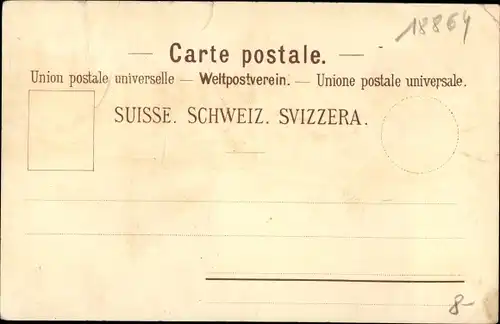 18864
— Carte postale. —
Union postale universelle — Weltpostverein. — Unione postale universale.
SUISSE. SCHWEIZ. SVIZZERA.
8-